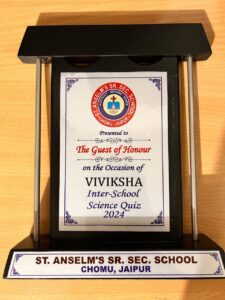 ST. ANSELM'S SR. SEC. SCHOOL
Presented to
The Guest of Honour
on the Occasion of
VIVIKSHA
Inter-School
Science Quiz
2024
ST. ANSELM'S SR. SEC. SCHOOL
CHOMU, JAIPUR